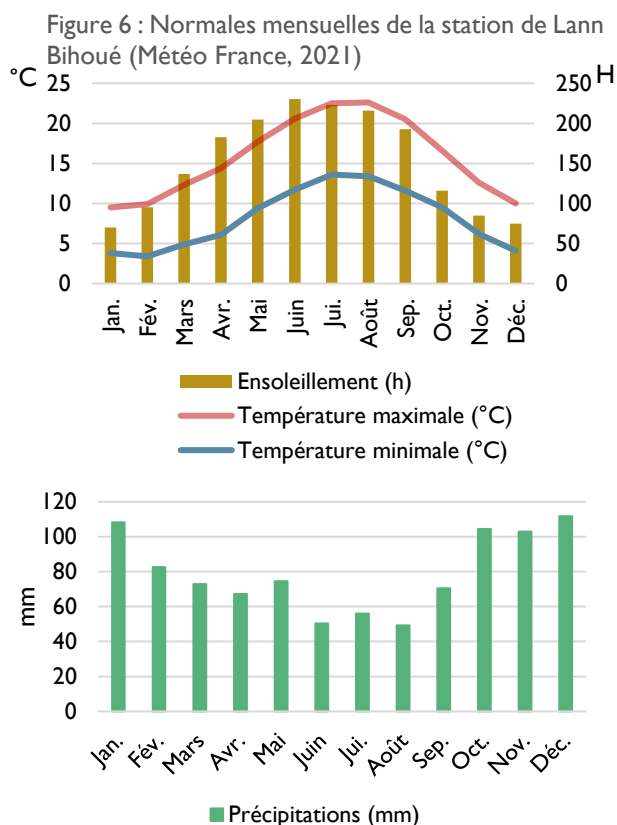 Figure 6 : Normales mensuelles de la station de Lann
Bihoué (Météo France, 2021)
°C H
25 250
20 200
15 150
10 100
5 50
0 0
Jan. Fév. Mars Avr. Mai Juin Jui. Août Sep. Oct. Nov. Déc.
Ensoleillement (h)
Température maximale (°C)
Température minimale (°C)
120
100
80
60
40
20
0
mm
Jan. Fév. Mars Avr. Mai Juin Jui. Août Sep. Oct. Nov. Déc.
Précipitations (mm)